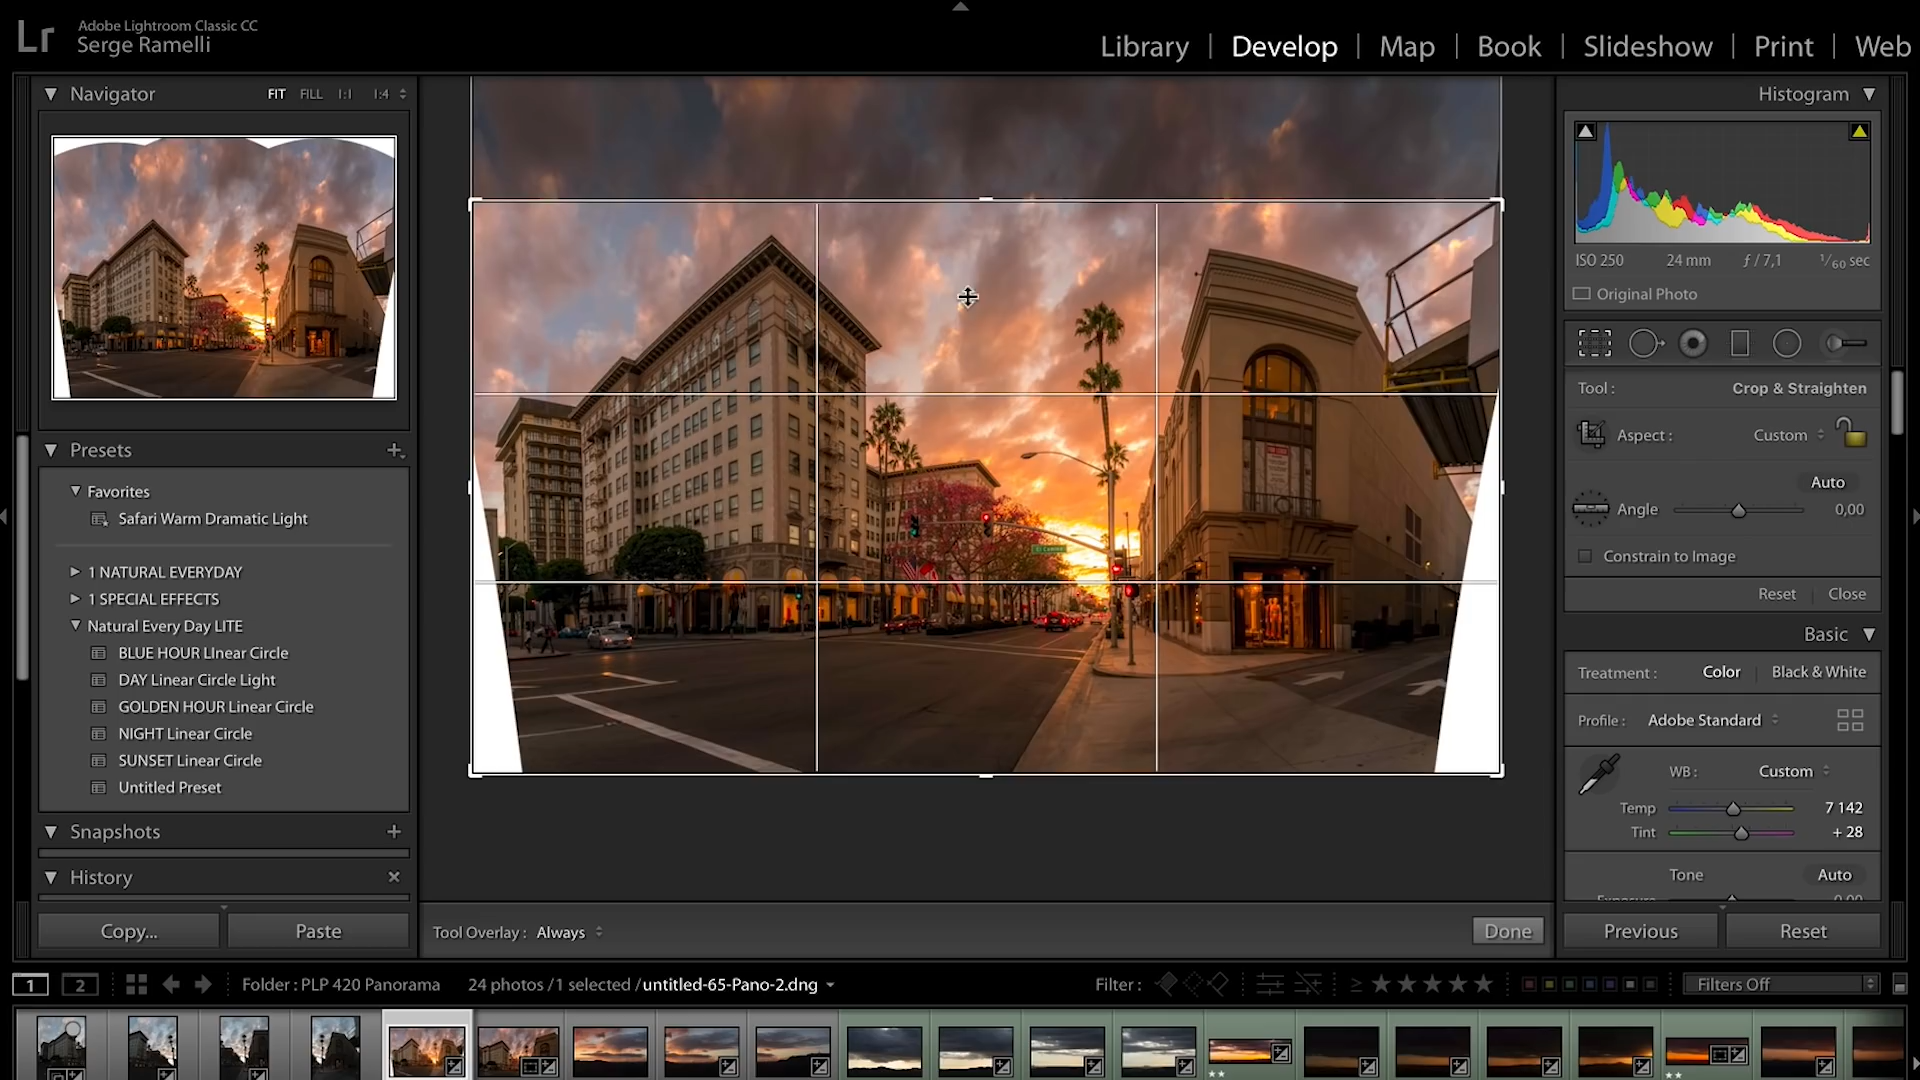 Lr
Adobe Lightroom Classic CC
Serge Ramelli
Library | Develop | Map | Book | Slideshow | Print | Web
Navigator FIT FILL 1:1 1:4
Presets +
Favorites
Safari Warm Dramatic Light
1 NATURAL EVERYDAY
1 SPECIAL EFFECTS
Natural Every Day LITE
BLUE HOUR LInear Circle
DAY Linear Circle Light
GOLDEN HOUR Linear Circle
NIGHT Linear Circle
SUNSET Linear Circle
Untitled Preset
Snapshots +
History ×
Copy... Paste
Tool Overlay : Always
Done
Histogram
ISO 250 24 mm ƒ / 7,1 1/60 sec
Original Photo
Tool : Crop & Straighten
Aspect : Custom
Auto
Angle 0,00
Constrain to Image
Reset Close
Basic
Treatment : Color | Black & White
Profile : Adobe Standard
WB : Custom
Temp 7 142
Tint + 28
Tone Auto
Exposure 0,00
Previous Reset
1 2 Folder : PLP 420 Panorama 24 photos /1 selected /untitled-65-Pano-2.dng Filter : ≥ ★★★★★ Filters Off